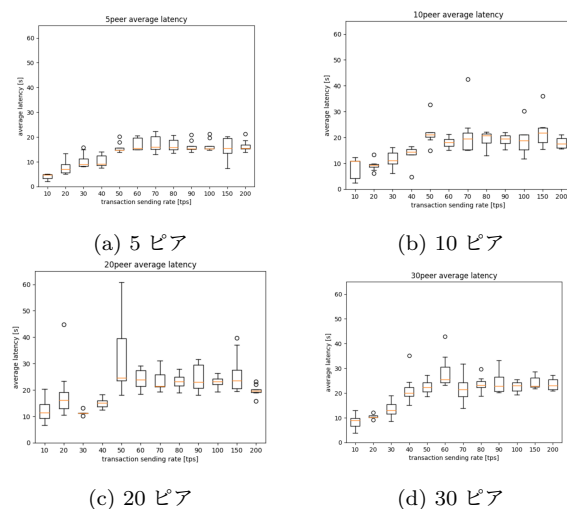 5peer average latency
average latency [s]
60
50
40
30
20
10
0
10 20 30 40 50 60 70 80 90 100 150 200
transaction sending rate [tps]
(a) 5 ピア
10peer average latency
average latency [s]
60
50
40
30
20
10
0
10 20 30 40 50 60 70 80 90 100 150 200
transaction sending rate [tps]
(b) 10 ピア
20peer average latency
average latency [s]
60
50
40
30
20
10
0
10 20 30 40 50 60 70 80 90 100 150 200
transaction sending rate [tps]
(c) 20 ピア
30peer average latency
average latency [s]
60
50
40
30
20
10
0
10 20 30 40 50 60 70 80 90 100 150 200
transaction sending rate [tps]
(d) 30 ピア